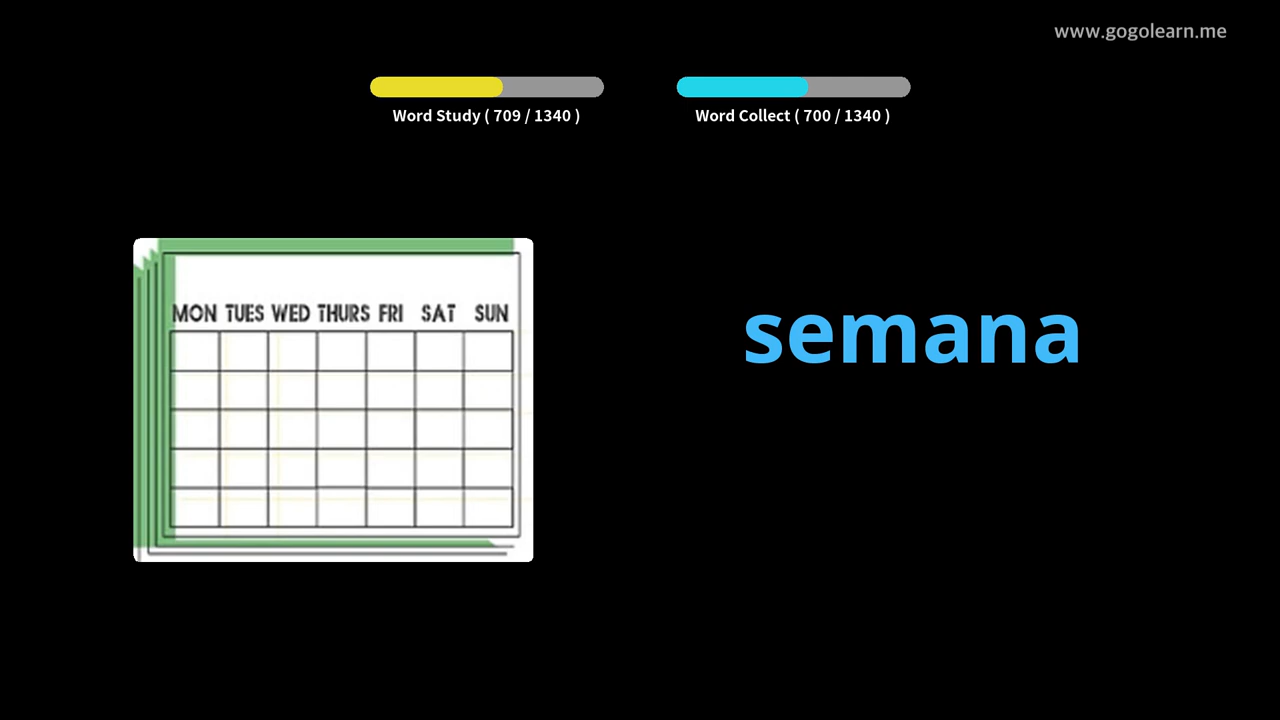 www.gogolearn.me
Word Study ( 709 / 1340 )
Word Collect ( 700 / 1340 )
MON TUES WED THURS FRI SAT SUN
semana